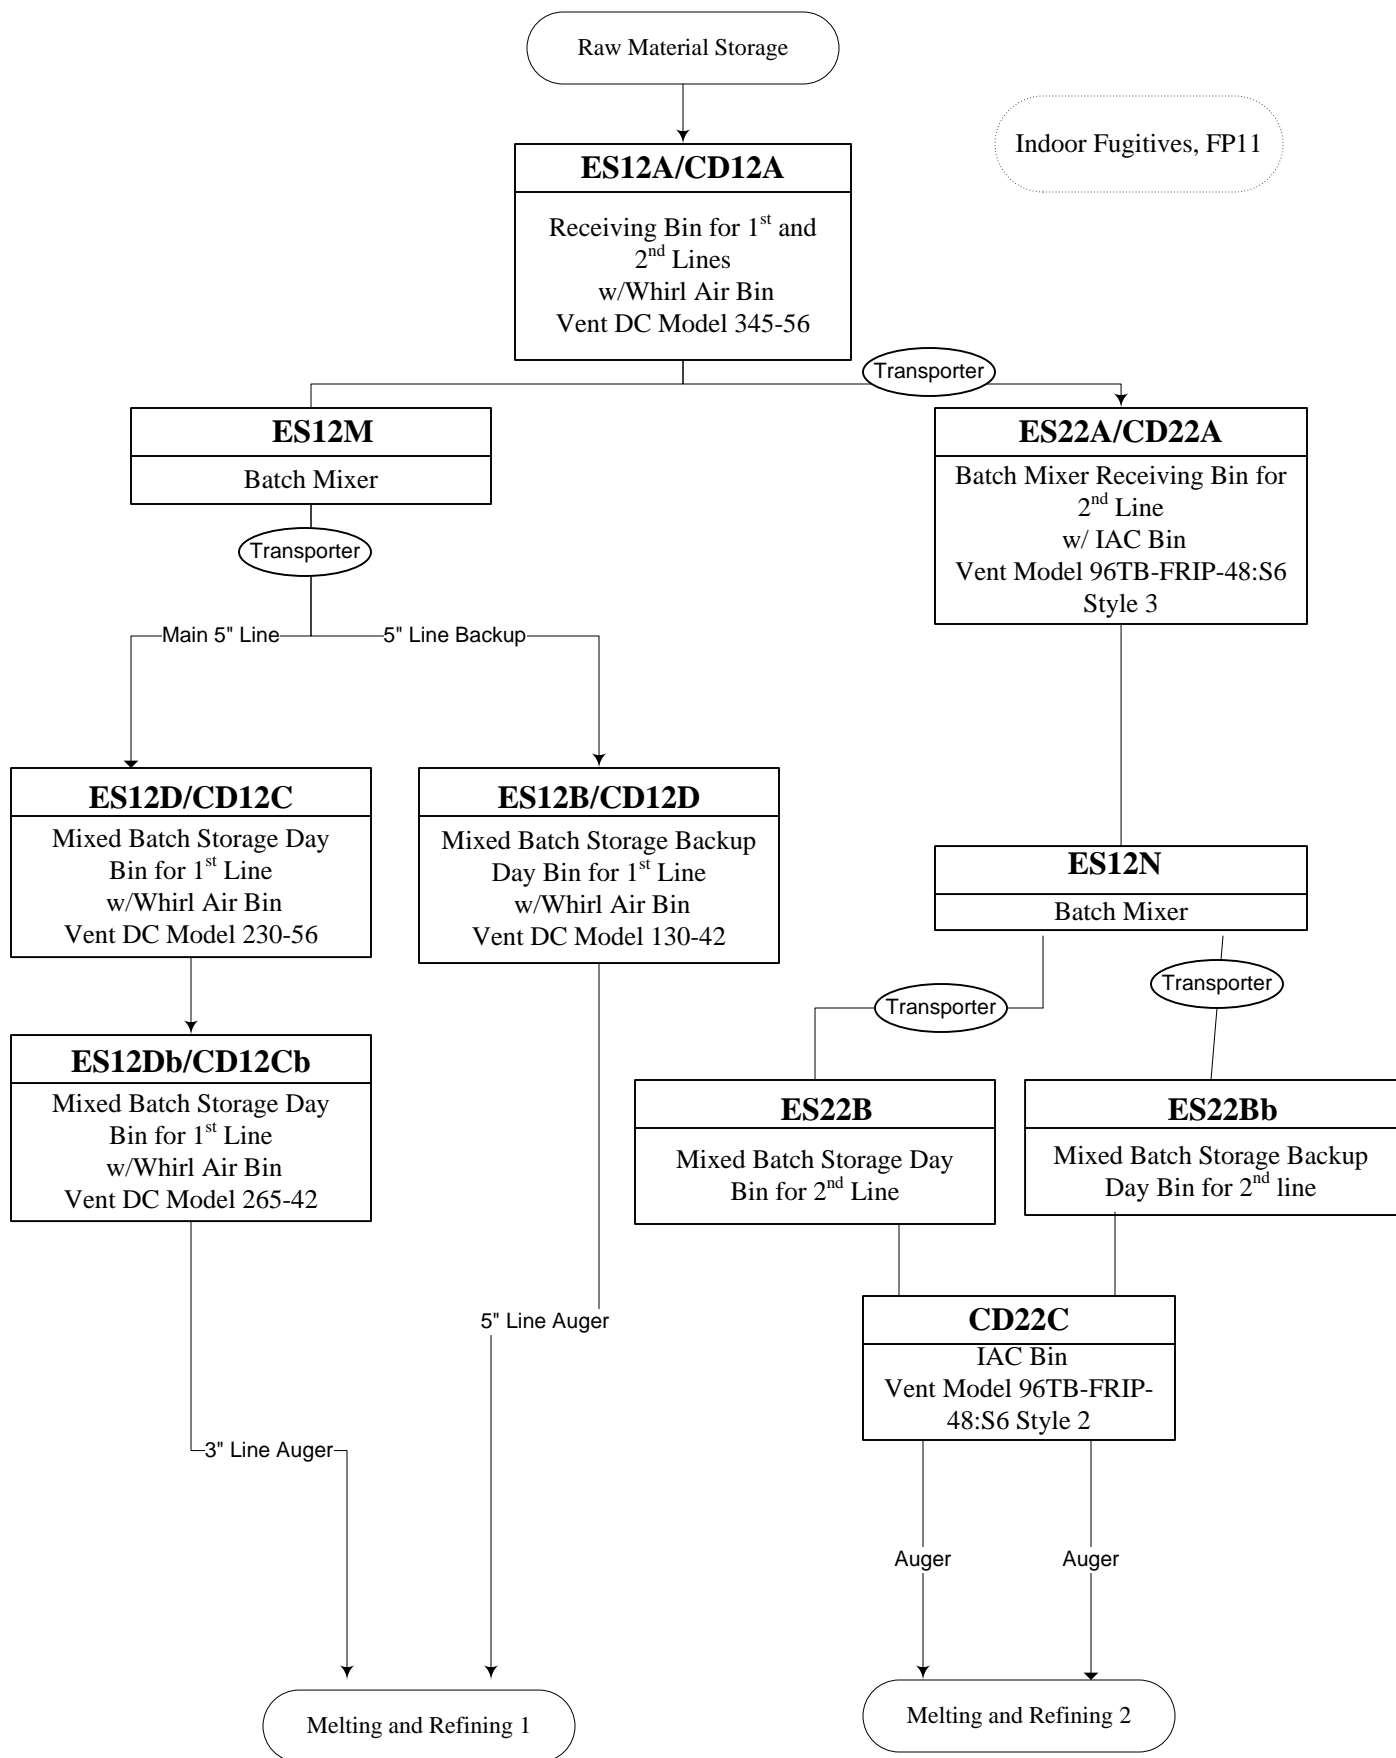 Raw Material Storage
Indoor Fugitives, FP11
ES12A/CD12A
Receiving Bin for 1st and
2nd Lines
w/Whirl Air Bin
Vent DC Model 345-56
Transporter
ES12M
Batch Mixer
Transporter
ES22A/CD22A
Batch Mixer Receiving Bin for
2nd Line
w/ IAC Bin
Vent Model 96TB-FRIP-48:S6
Style 3
Main 5" Line
5" Line Backup
ES12D/CD12C
Mixed Batch Storage Day
Bin for 1st Line
w/Whirl Air Bin
Vent DC Model 230-56
ES12B/CD12D
Mixed Batch Storage Backup
Day Bin for 1st Line
w/Whirl Air Bin
Vent DC Model 130-42
ES12N
Batch Mixer
Transporter
Transporter
ES12Db/CD12Cb
Mixed Batch Storage Day
Bin for 1st Line
w/Whirl Air Bin
Vent DC Model 265-42
ES22B
Mixed Batch Storage Day
Bin for 2nd Line
ES22Bb
Mixed Batch Storage Backup
Day Bin for 2nd line
5" Line Auger
CD22C
IAC Bin
Vent Model 96TB-FRIP-
48:S6 Style 2
3" Line Auger
Auger
Auger
Melting and Refining 1
Melting and Refining 2